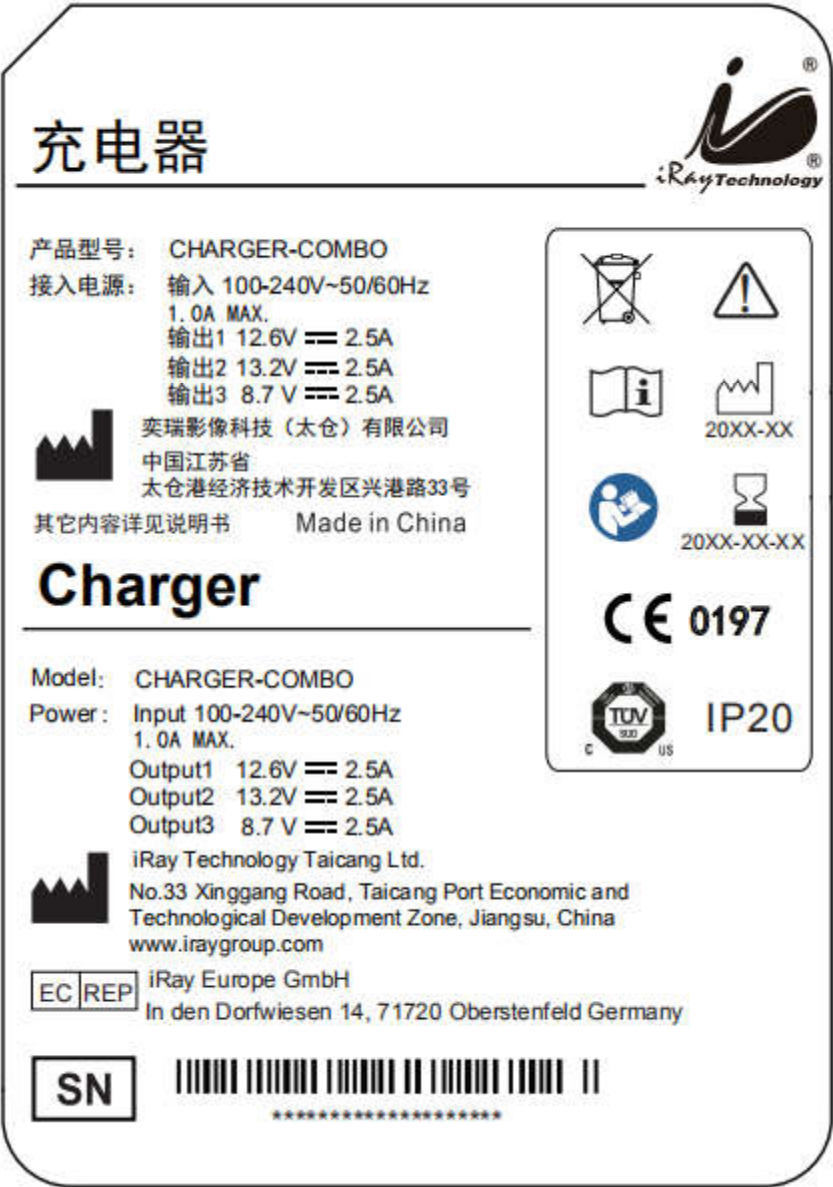 充电器
iRay Technology
产品型号: CHARGER-COMBO
接入电源: 输入 100-240V~50/60Hz
1.0A MAX.
输出1 12.6V 2.5A
输出2 13.2V 2.5A
输出3 8.7 V 2.5A
奕瑞影像科技（太仓）有限公司
中国江苏省
太仓港经济技术开发区兴港路33号
其它内容详见说明书 Made in China
i
20XX-XX
20XX-XX-XX
CE 0197
TÜV
SÜD
C US
IP20
Charger
Model: CHARGER-COMBO
Power: Input 100-240V~50/60Hz
1.0A MAX.
Output1 12.6V 2.5A
Output2 13.2V 2.5A
Output3 8.7 V 2.5A
iRay Technology Taicang Ltd.
No.33 Xinggang Road, Taicang Port Economic and
Technological Development Zone, Jiangsu, China
www.iraygroup.com
EC REP iRay Europe GmbH
In den Dorfwiesen 14, 71720 Oberstenfeld Germany
SN
********************